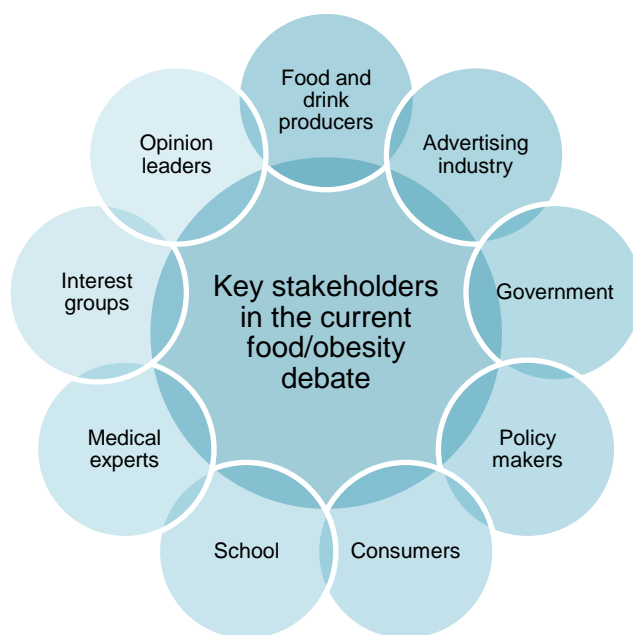 Food and
drink
producers
Advertising
industry
Government
Policy
makers
Consumers
School
Medical
experts
Interest
groups
Opinion
leaders
Key stakeholders
in the current
food/obesity
debate